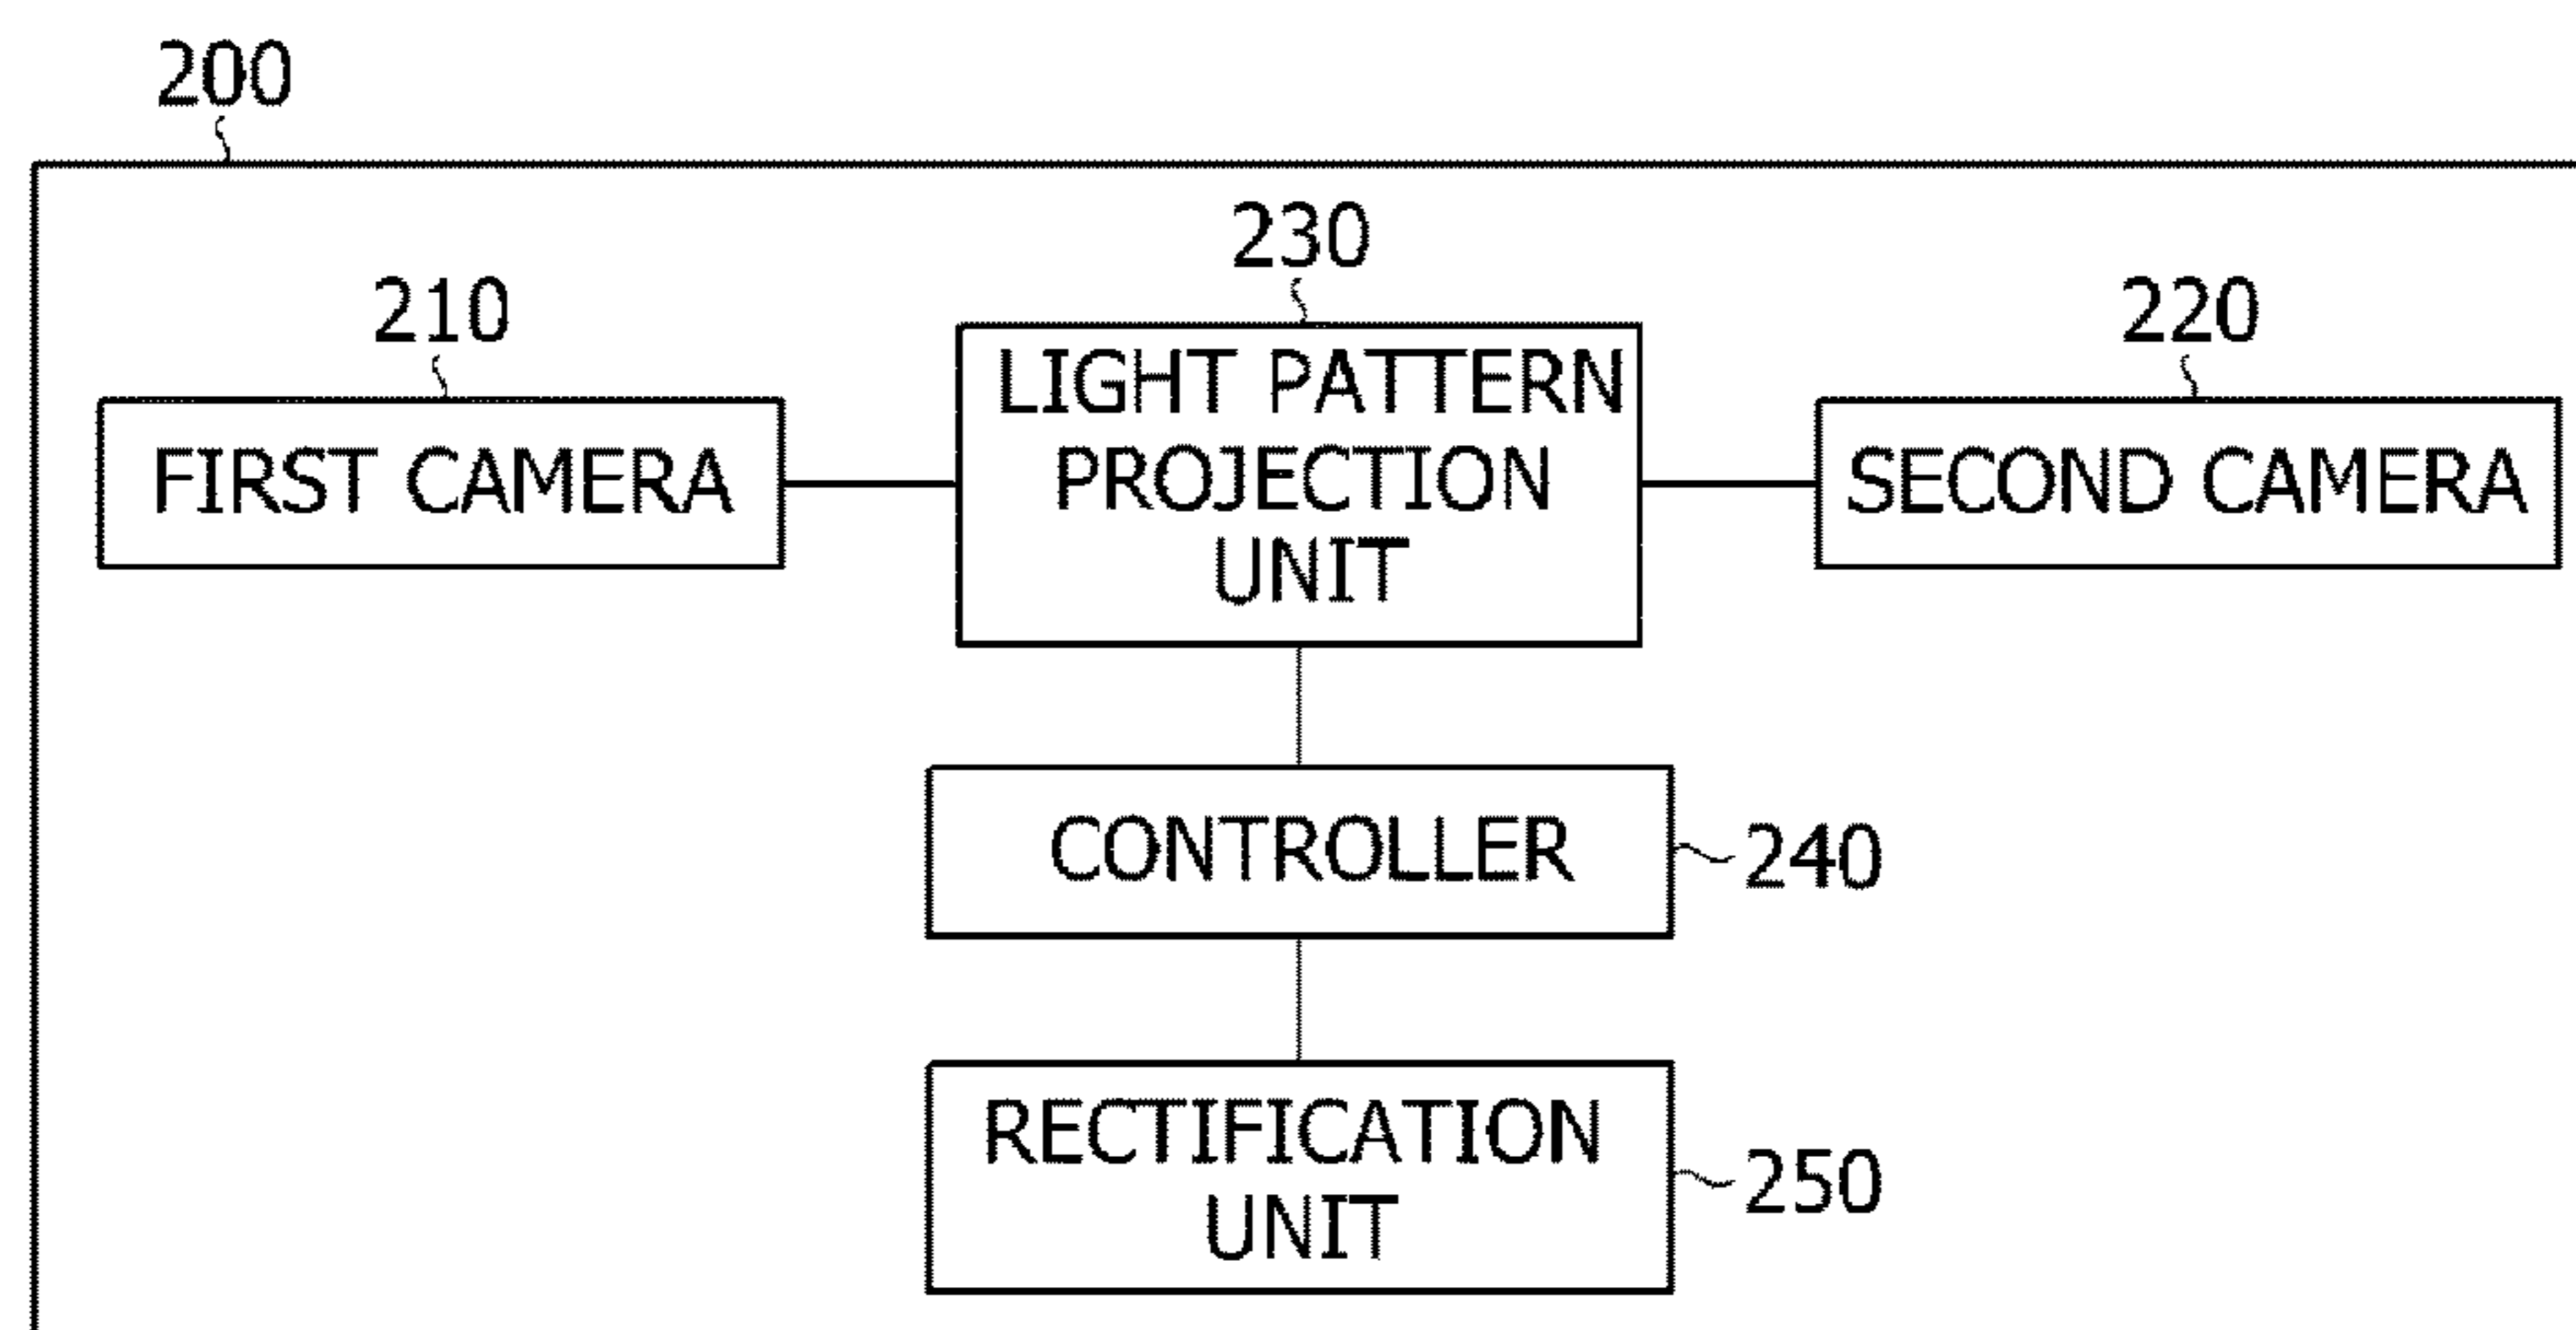 200
230
210
220
LIGHT PATTERN
PROJECTION
UNIT
FIRST CAMERA
SECOND CAMERA
CONTROLLER
240
RECTIFICATION
UNIT
250